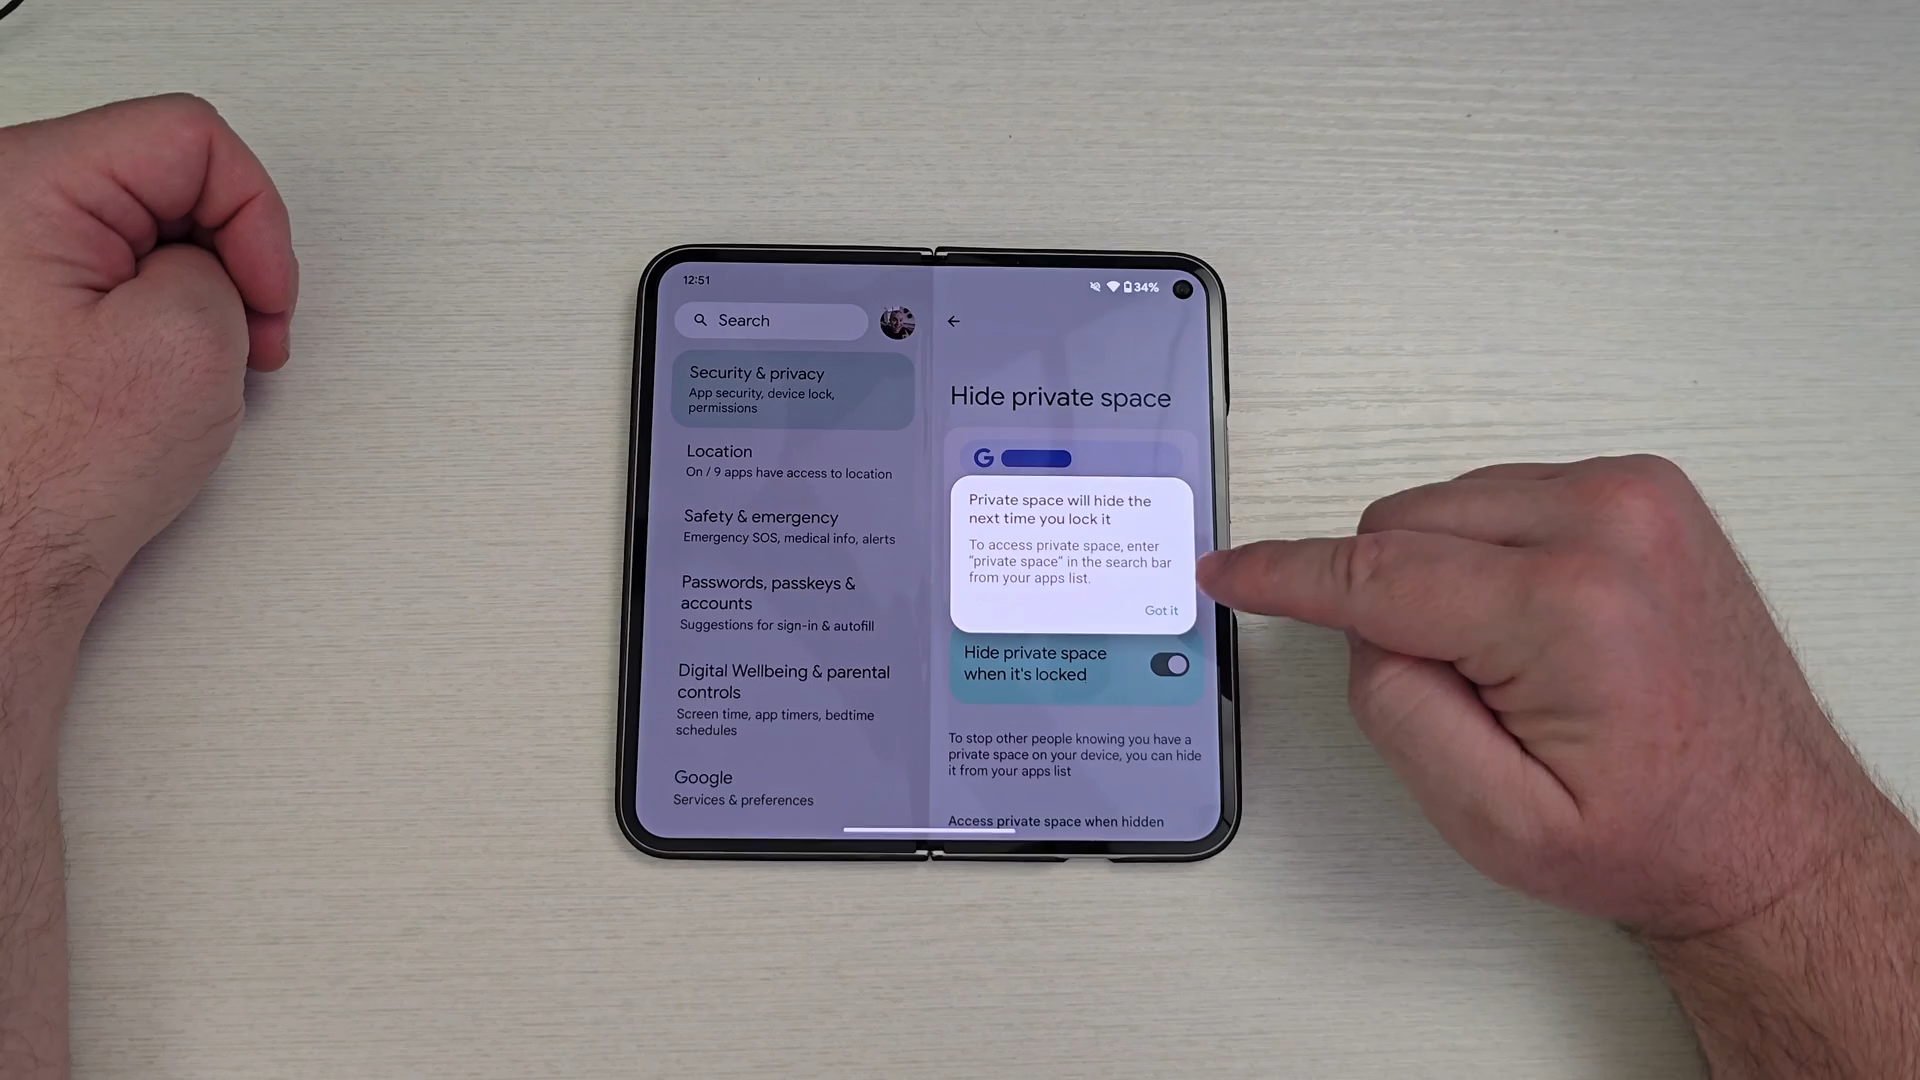 12:51
34%
Search
Security & privacy
App security, device lock,
permissions
Location
On / 9 apps have access to location
Safety & emergency
Emergency SOS, medical info, alerts
Passwords, passkeys &
accounts
Suggestions for sign-in & autofill
Digital Wellbeing & parental
controls
Screen time, app timers, bedtime
schedules
Google
Services & preferences
Hide private space
G
Private space will hide the
next time you lock it
To access private space, enter
“private space” in the search bar
from your apps list.
Got it
Hide private space
when it's locked
To stop other people knowing you have a
private space on your device, you can hide
it from your apps list
Access private space when hidden